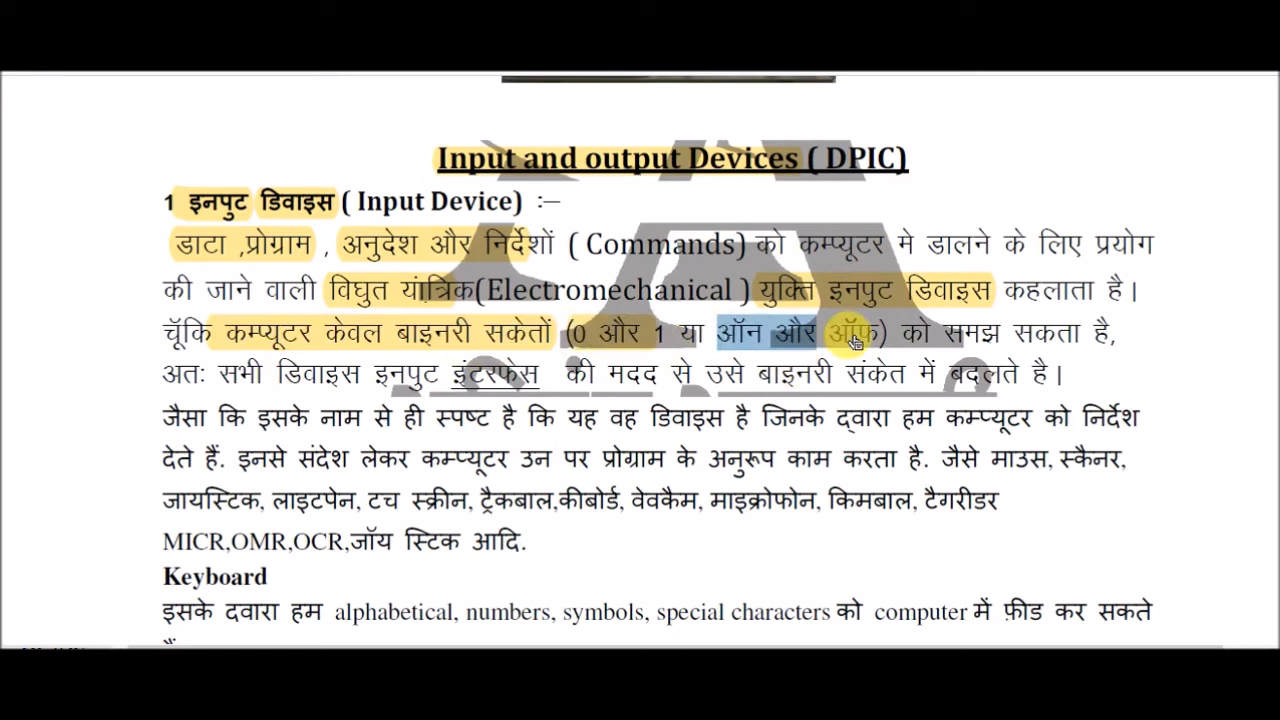 Input and output Devices ( DPIC)
1 इनपुट डिवाइस ( Input Device) :–
डाटा ,प्रोग्राम , अनुदेश और निर्देशों ( Commands) को कम्प्यूटर मे डालने के लिए प्रयोग
की जाने वाली विघुत यांत्रिक(Electromechanical ) युक्ति इनपुट डिवाइस कहलाता है।
चूॅकि कम्प्यूटर केवल बाइनरी सकेतों (0 और 1 या ऑन और ऑफ) को समझ सकता है,
अतः सभी डिवाइस इनपुट इंटरफेस की मदद से उसे बाइनरी संकेत में बदलते है।
जैसा कि इसके नाम से ही स्पष्ट है कि यह वह डिवाइस है जिनके द्वारा हम कम्प्यूटर को निर्देश
देते हैं. इनसे संदेश लेकर कम्प्यूटर उन पर प्रोग्राम के अनुरूप काम करता है. जैसे माउस, स्कैनर,
जायस्टिक, लाइटपेन, टच स्क्रीन, ट्रैकबाल,कीबोर्ड, वेवकैम, माइक्रोफोन, किमबाल, टैगरीडर
MICR,OMR,OCR,जॉय स्टिक आदि.
Keyboard
इसके दवारा हम alphabetical, numbers, symbols, special characters को computer में फ़ीड कर सकते